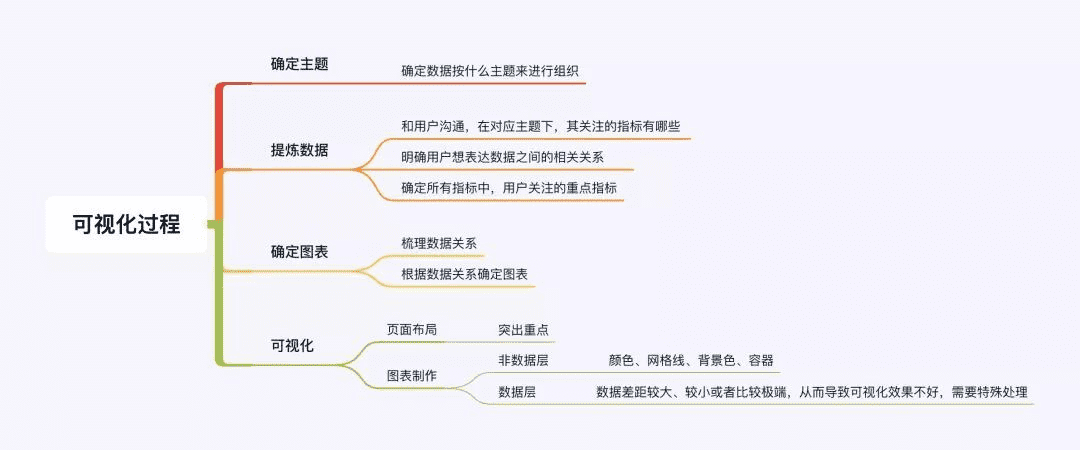 可视化过程
确定主题
确定数据按什么主题来进行组织
提炼数据
和用户沟通，在对应主题下，其关注的指标有哪些
明确用户想表达数据之间的相关关系
确定所有指标中，用户关注的重点指标
确定图表
梳理数据关系
根据数据关系确定图表
可视化
页面布局
突出重点
图表制作
非数据层
颜色、网格线、背景色、容器
数据层
数据差距较大、较小或者比较极端，从而导致可视化效果不好，需要特殊处理